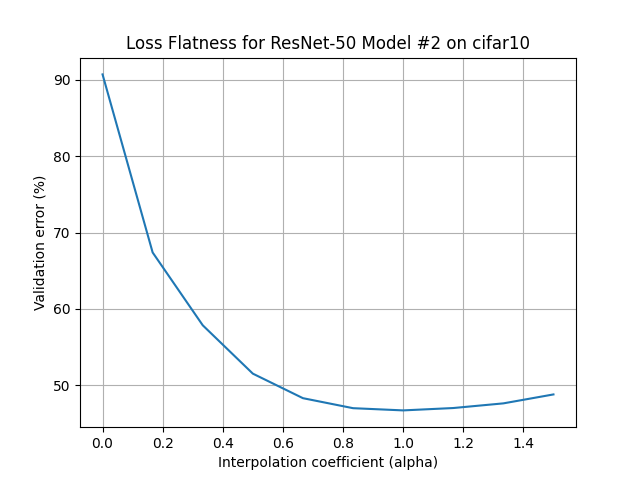 Loss Flatness for ResNet-50 Model #2 on cifar10
90
80
70
60
50
Validation error (%)
0.0 0.2 0.4 0.6 0.8 1.0 1.2 1.4
Interpolation coefficient (alpha)